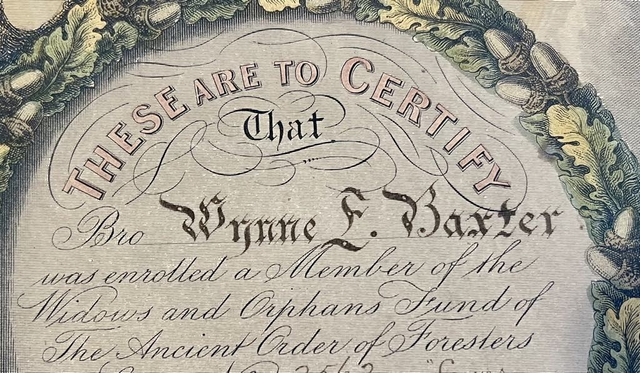 THESE ARE TO CERTIFY
That
Bro Wynne E. Baxter
was enrolled a Member of the
Widows and Orphans Fund of
The Ancient Order of Foresters